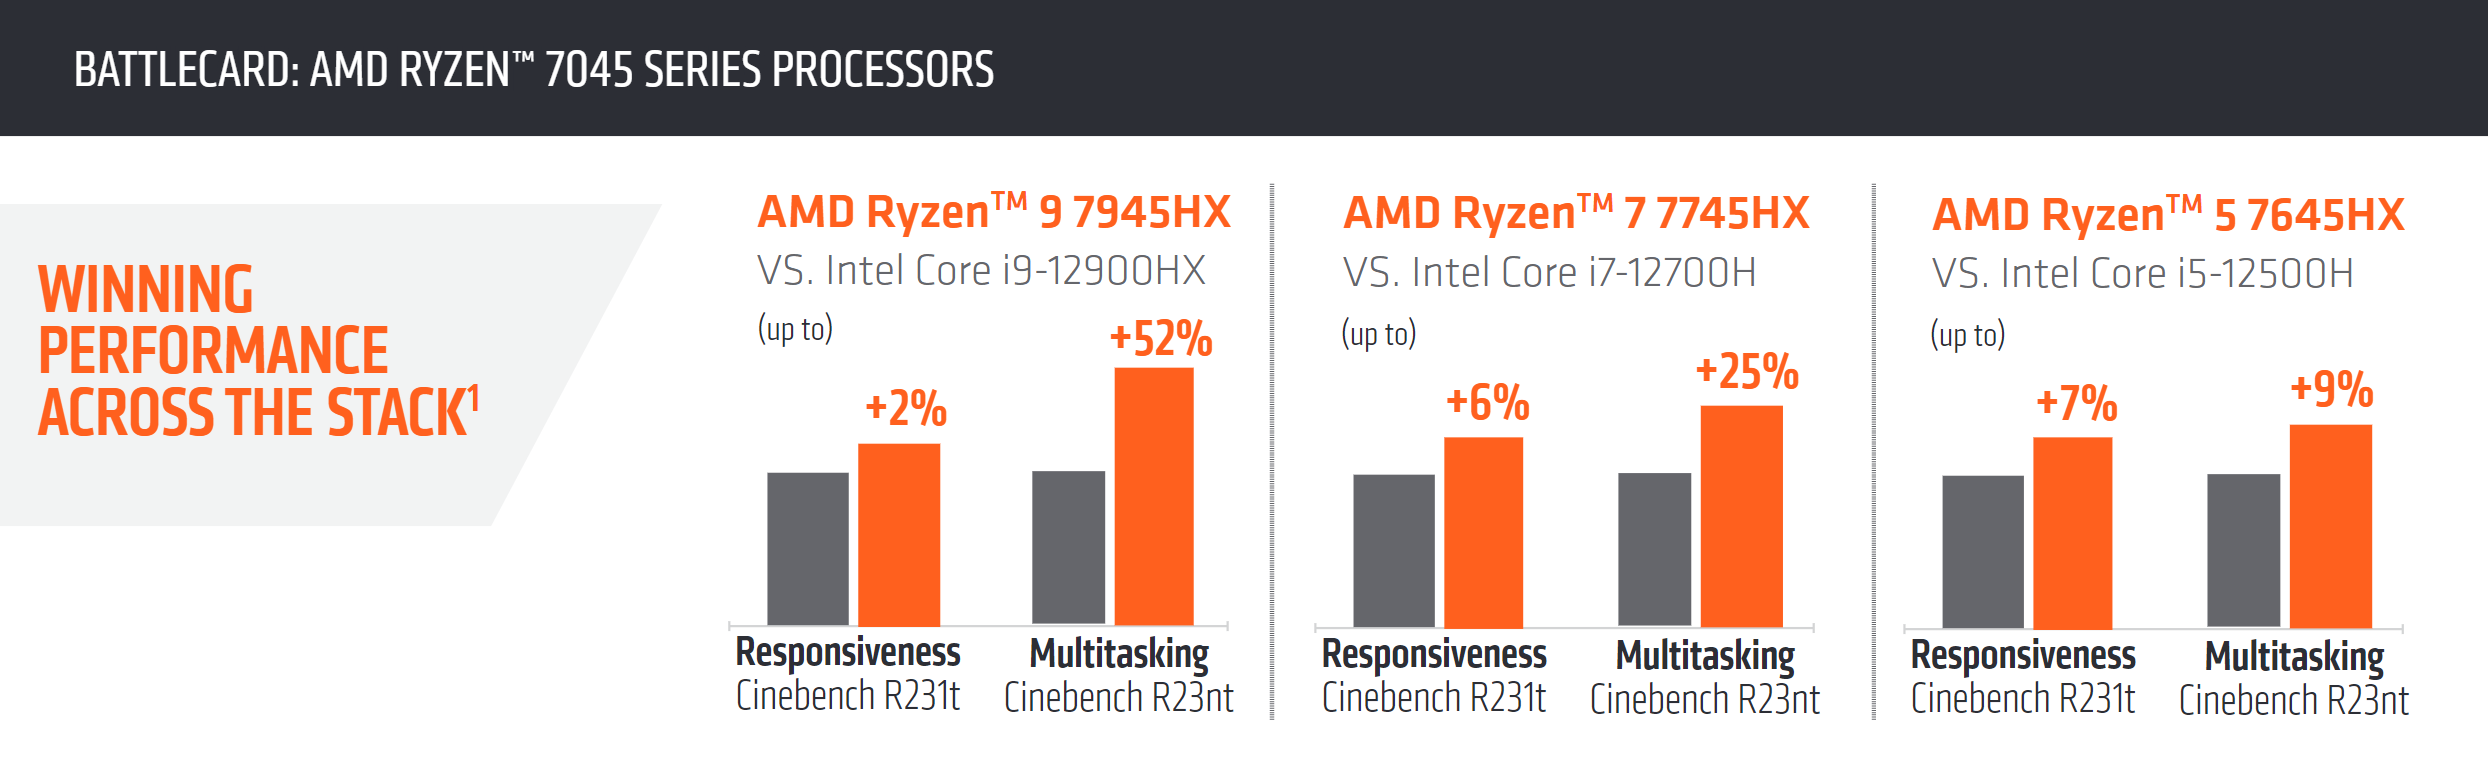 BATTLECARD: AMD RYZEN™ 7045 SERIES PROCESSORS
WINNING
PERFORMANCE
ACROSS THE STACK¹
AMD Ryzen™ 9 7945HX
VS. Intel Core i9-12900HX
(up to)
+2%
+52%
Responsiveness
Cinebench R231t
Multitasking
Cinebench R23nt
AMD Ryzen™ 7 7745HX
VS. Intel Core i7-12700H
(up to)
+6%
+25%
Responsiveness
Cinebench R231t
Multitasking
Cinebench R23nt
AMD Ryzen™ 5 7645HX
VS. Intel Core i5-12500H
(up to)
+7%
+9%
Responsiveness
Cinebench R231t
Multitasking
Cinebench R23nt